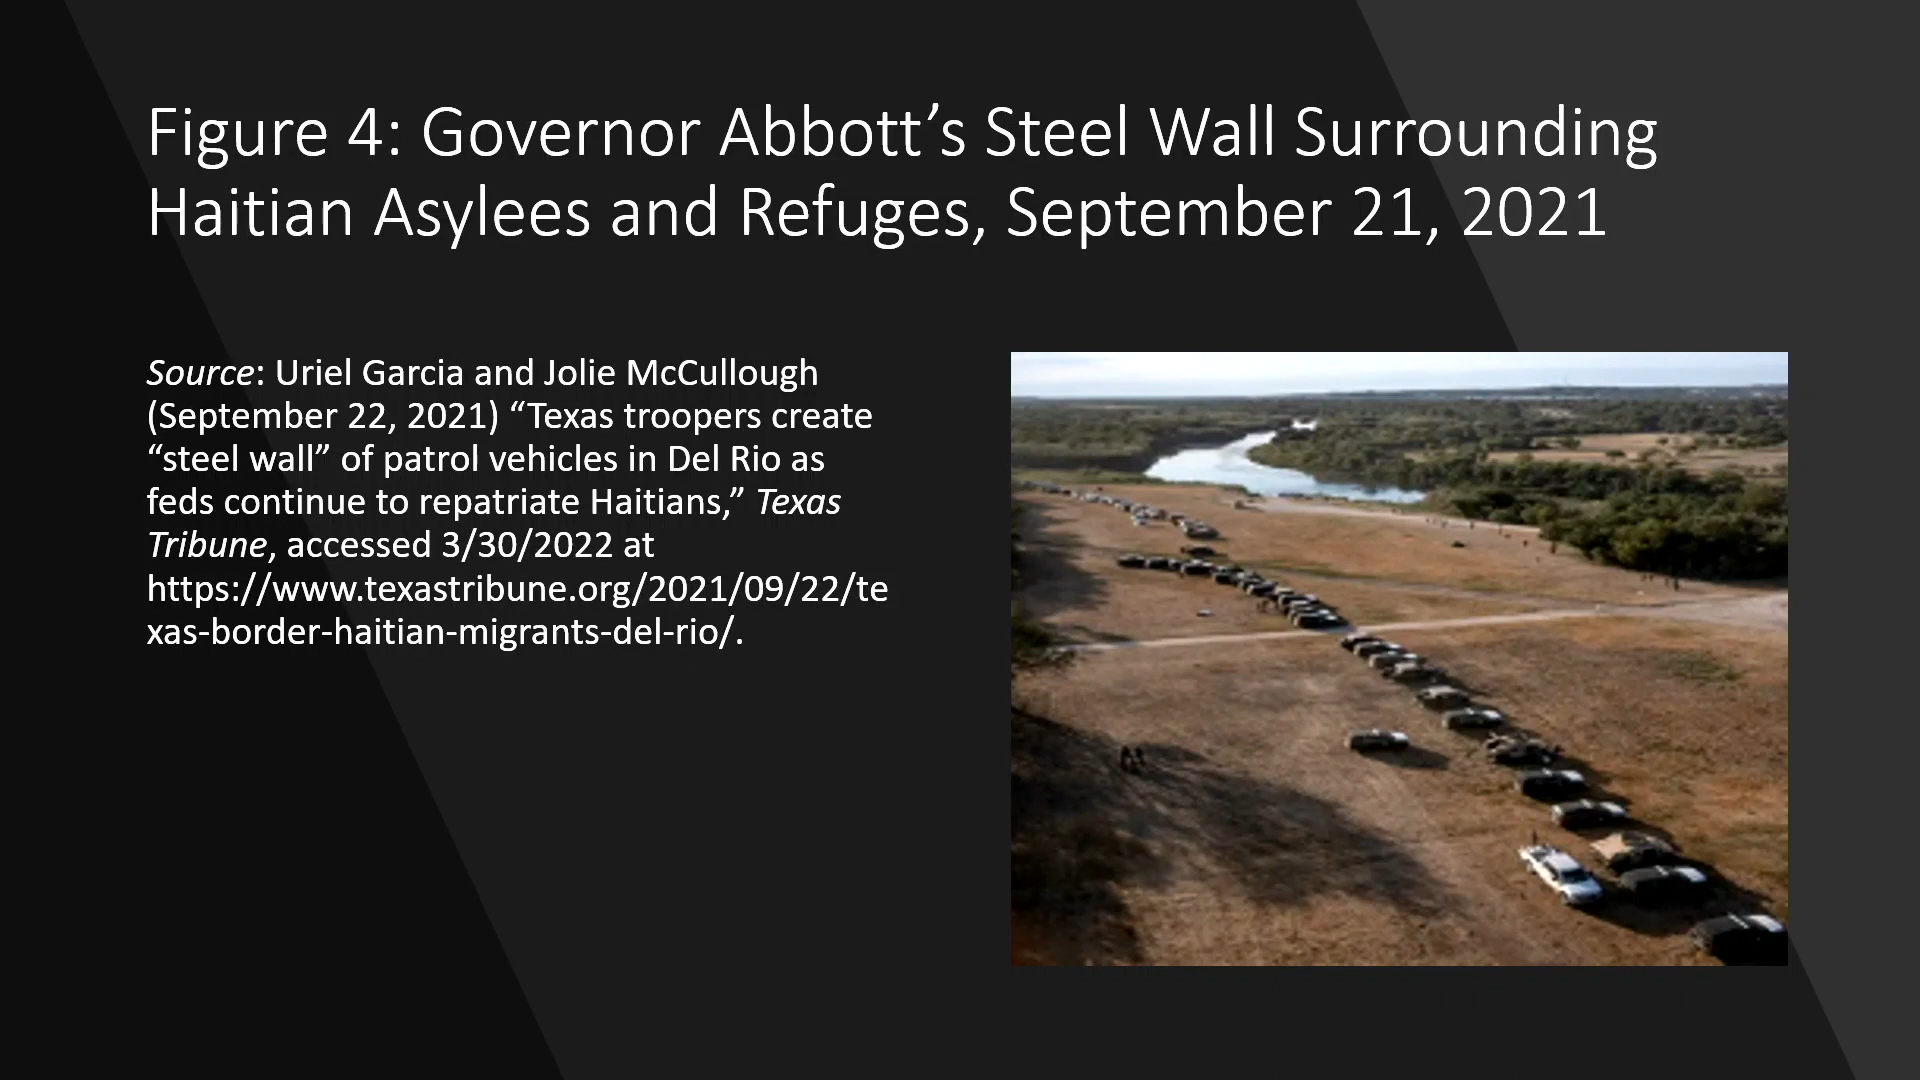 Figure 4: Governor Abbott’s Steel Wall Surrounding
Haitian Asylees and Refuges, September 21, 2021
Source: Uriel Garcia and Jolie McCullough
(September 22, 2021) “Texas troopers create
“steel wall” of patrol vehicles in Del Rio as
feds continue to repatriate Haitians,” Texas
Tribune, accessed 3/30/2022 at
https://www.texastribune.org/2021/09/22/te
xas-border-haitian-migrants-del-rio/.